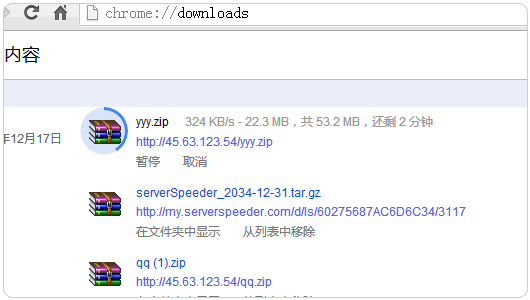 chrome://downloads
内容
年12月17日
yyy.zip 324 KB/s - 22.3 MB，共 53.2 MB，还剩 2 分钟
http://45.63.123.54/yyy.zip
暂停 取消
serverSpeeder_2034-12-31.tar.gz
http://my.serverspeeder.com/d/ls/60275687AC6D6C34/3117
在文件夹中显示 从列表中移除
qq (1).zip
http://45.63.123.54/qq.zip